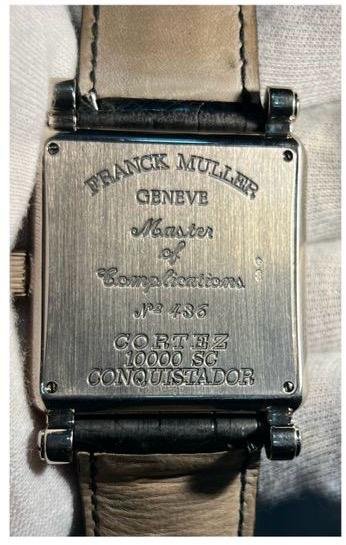 FRANCK MULLER
GENEVE
Master
of
Complications
Nº 436
CORTEZ
10000 SC
CONQUISTADOR